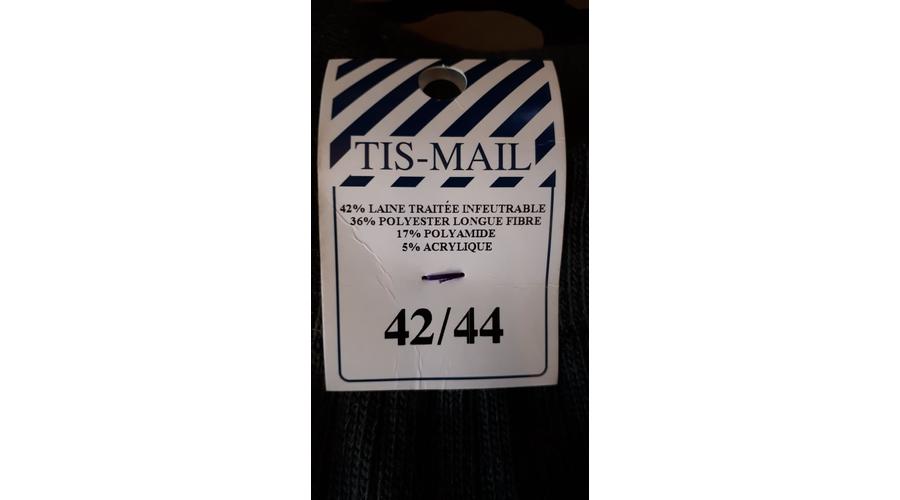 TIS-MAIL
42% LAINE TRAITÉE INFEUTRABLE
36% POLYESTER LONGUE FIBRE
17% POLYAMIDE
5% ACRYLIQUE
42/44